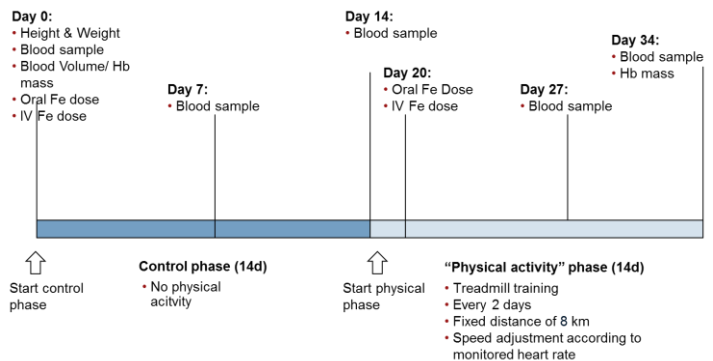 Day 0:
• Height & Weight
• Blood sample
• Blood Volume/ Hb
mass
• Oral Fe dose
• IV Fe dose
Day 7:
• Blood sample
Day 14:
• Blood sample
Day 20:
• Oral Fe Dose
• IV Fe dose
Day 27:
• Blood sample
Day 34:
• Blood sample
• Hb mass
Start control
phase
Control phase (14d)
• No physical
acitvity
Start physical
phase
“Physical activity” phase (14d)
• Treadmill training
• Every 2 days
• Fixed distance of 8 km
• Speed adjustment according to
monitored heart rate